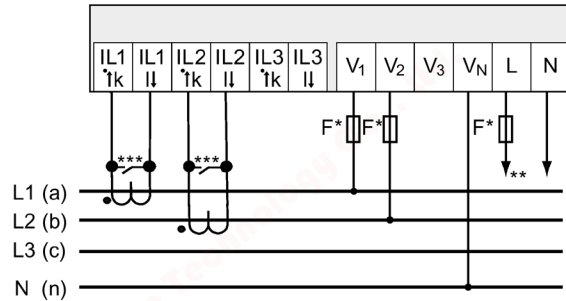 IL1 IL1 IL2 IL2 IL3 IL3 V1 V2 V3 VN L N
k l k l k l
F* F* F*
*** *** **
L1 (a)
L2 (b)
L3 (c)
N (n)